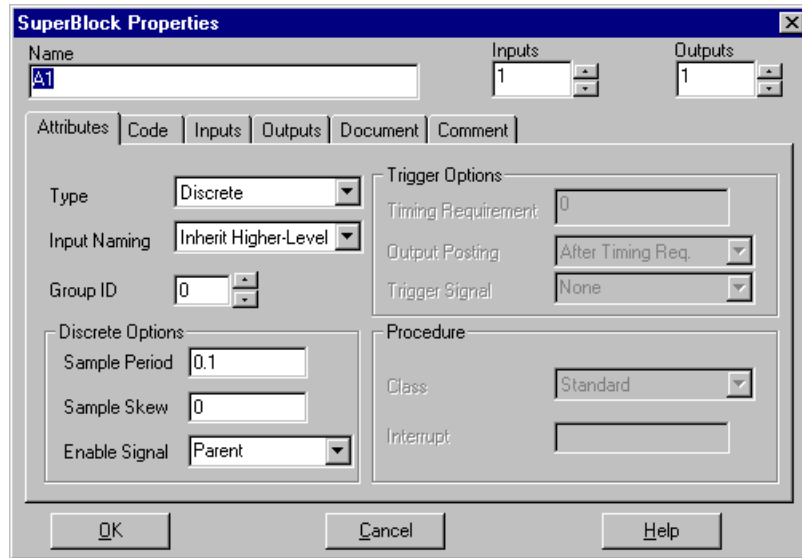 SuperBlock Properties
Name
Inputs
Outputs
A1
1
1
Attributes
Code
Inputs
Outputs
Document
Comment
Type
Discrete
Input Naming
Inherit Higher-Level
Group ID
0
Discrete Options
Sample Period
0.1
Sample Skew
0
Enable Signal
Parent
Trigger Options
Timing Requirement
0
Output Posting
After Timing Req.
Trigger Signal
None
Procedure
Class
Standard
Interrupt
OK
Cancel
Help